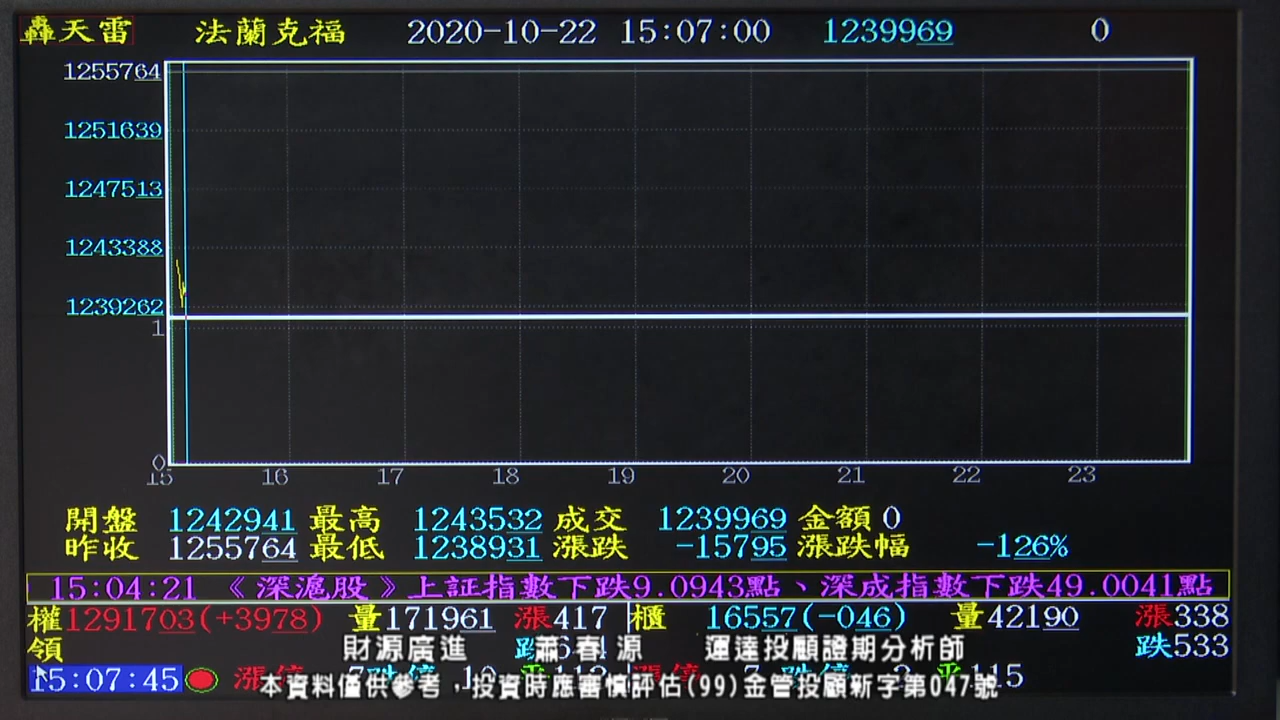 轟天雷 法蘭克福 2020-10-22 15:07:00 1239969 0
1255764
1251639
1247513
1243388
1239262
1
0
15 16 17 18 19 20 21 22 23
開盤 1242941 最高 1243532 成交 1239969 金額 0
昨收 1255764 最低 1238931 漲跌 -15795 漲跌幅 -126%
15:04:21 《深滬股》上証指數下跌9.0943點、深成指數下跌49.0041點
權1291703(+3978) 量171961 漲417 櫃 16557(-046) 量42190 漲338
領 跌533
財源廣進 蕭春源 運達投顧證期分析師
15:07:45
本資料僅供參考，投資時應審慎評估(99)金管投顧新字第047號